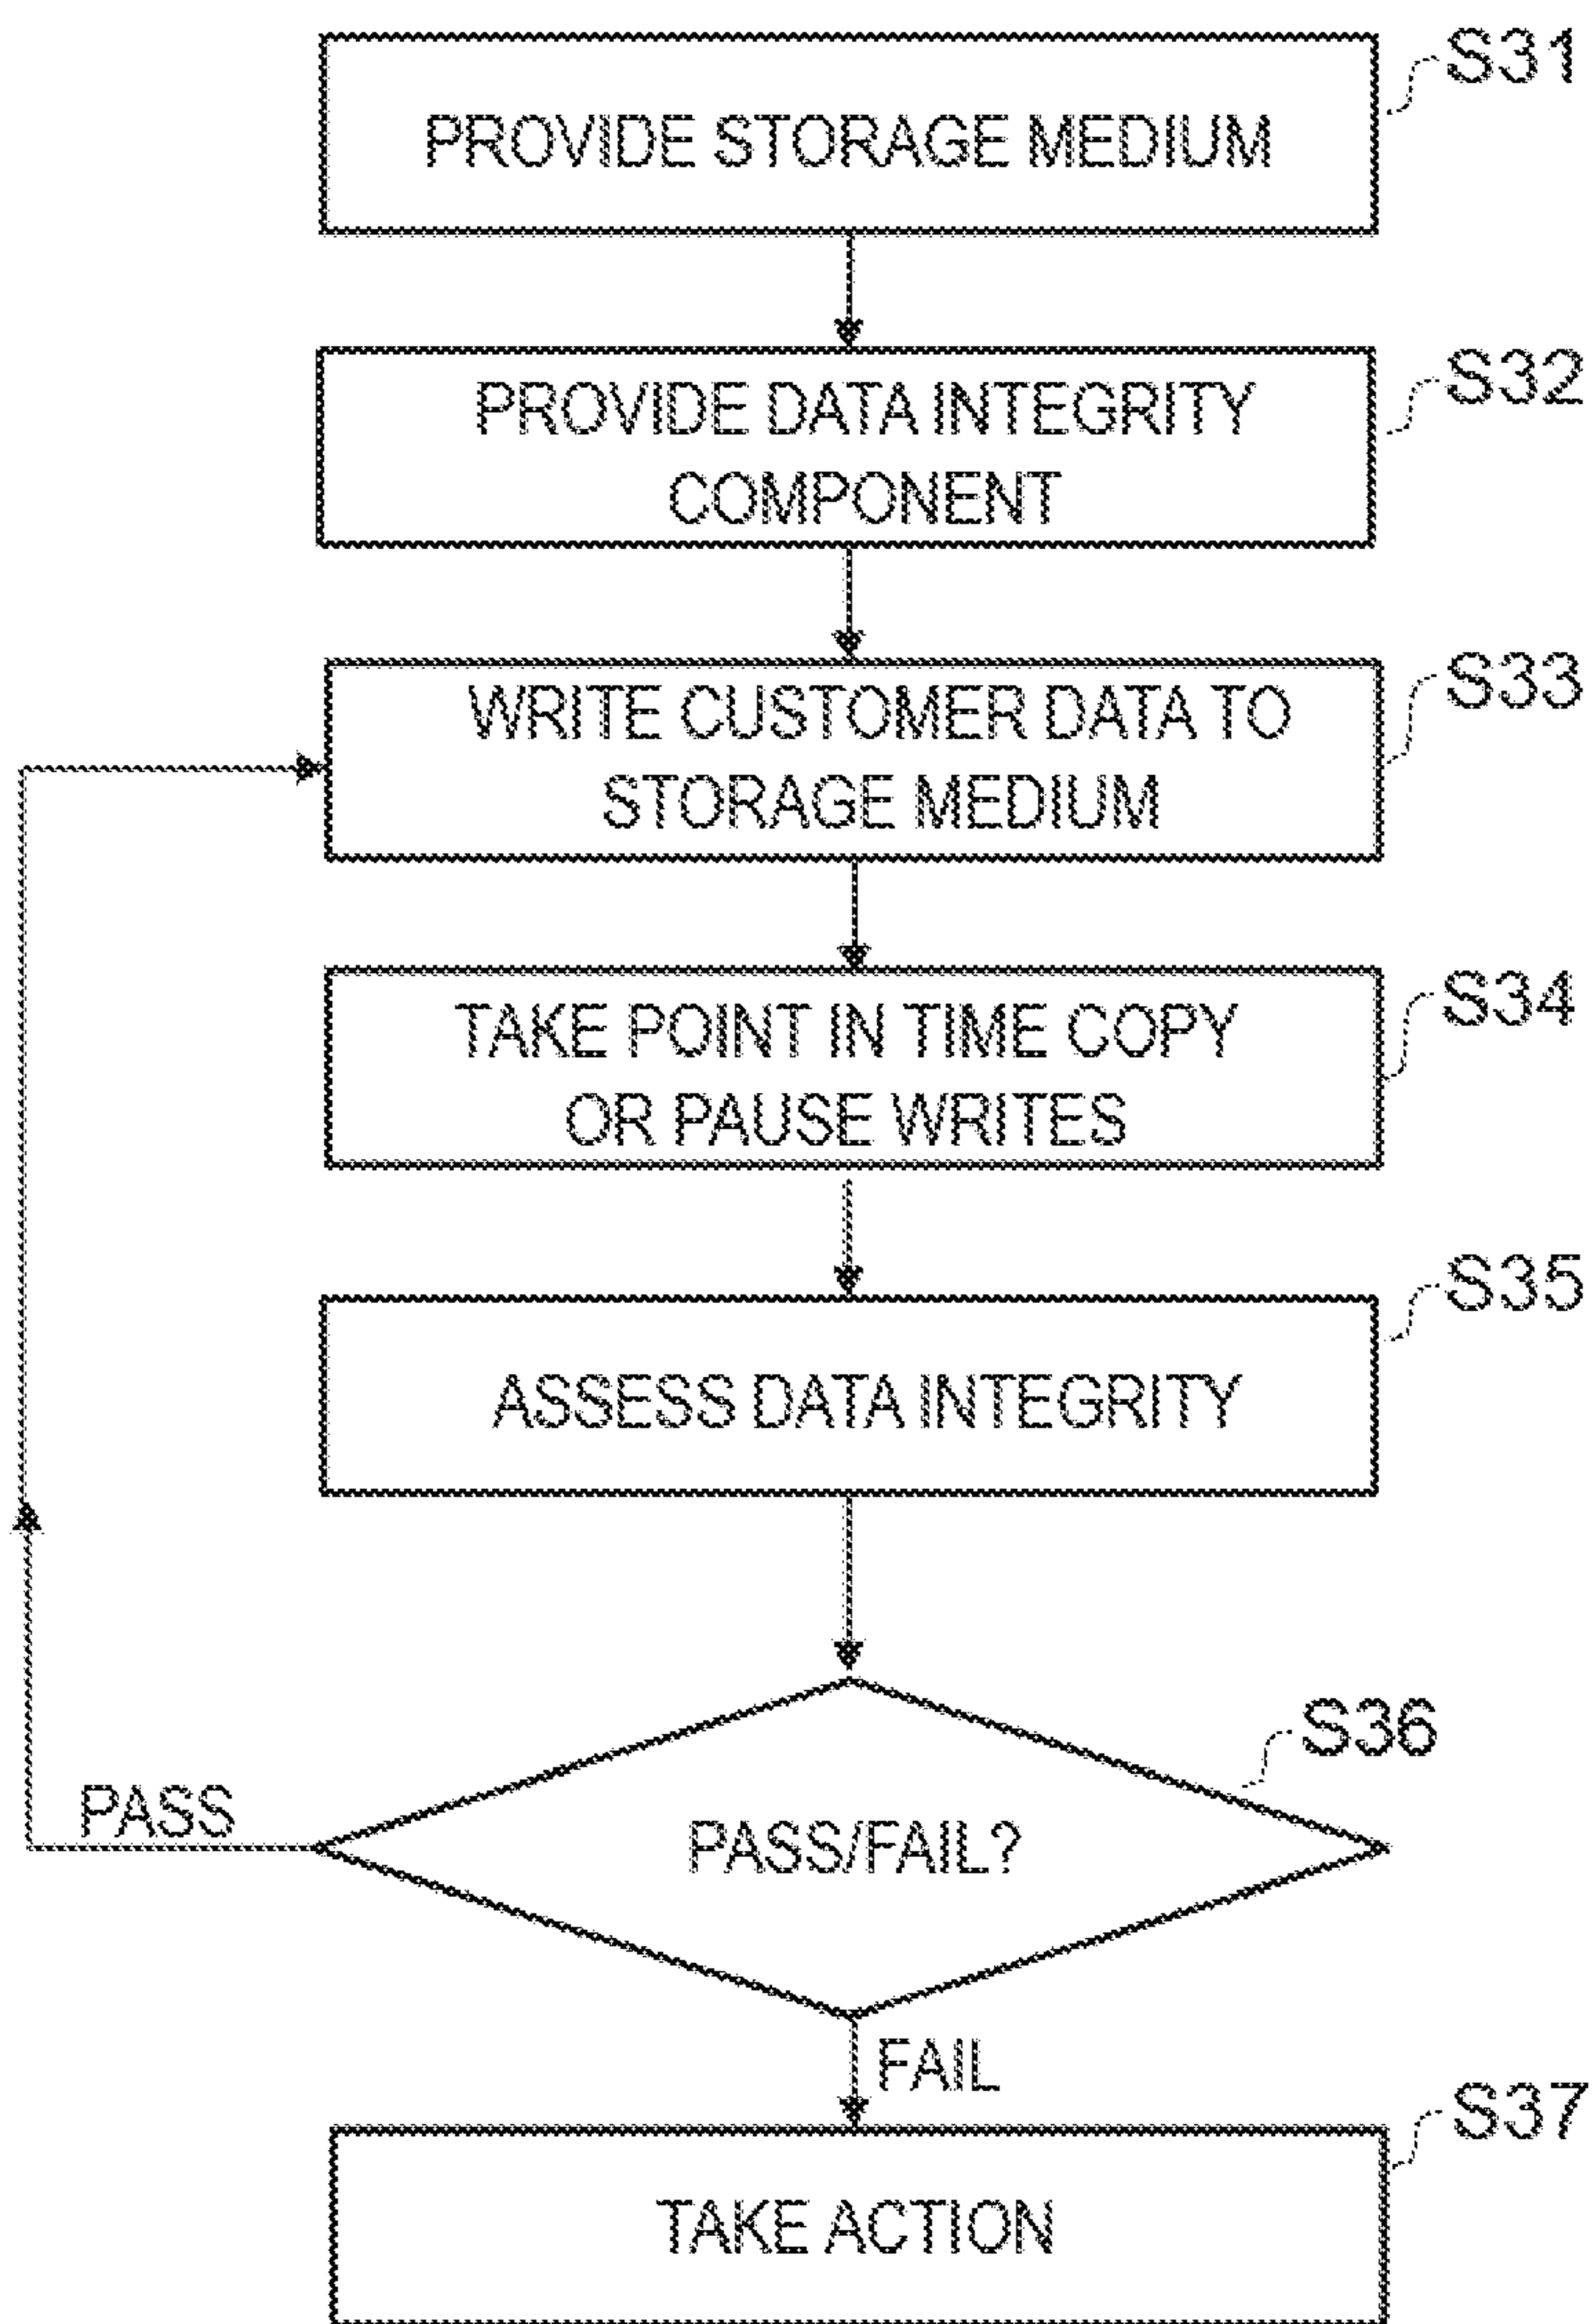 S31
PROVIDE STORAGE MEDIUM
S32
PROVIDE DATA INTEGRITY
COMPONENT
S33
WRITE CUSTOMER DATA TO
STORAGE MEDIUM
S34
TAKE POINT IN TIME COPY
OR PAUSE WRITES
S35
ASSESS DATA INTEGRITY
S36
PASS
PASS/FAIL?
FAIL
S37
TAKE ACTION